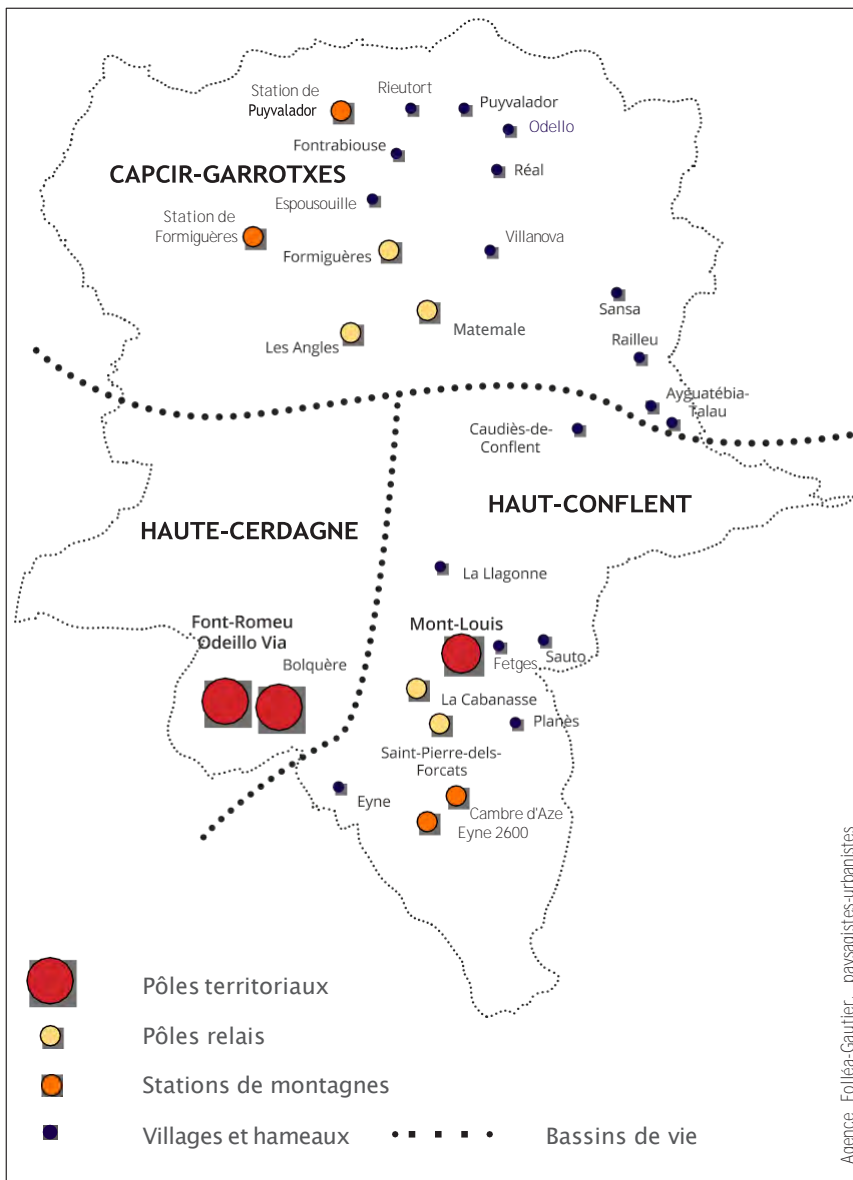 Station de
Puyvalador
Rieutort
Puyvalador
Odello
Fontrabiouse
CAPCIR-GARROTXES
Réal
Espousouille
Station de
Formiguères
Formiguères
Villanova
Sansa
Matemale
Les Angles
Railleu
Ayguatébia-
Talau
Caudiès-de-
Conflent
HAUT-CONFLENT
HAUTE-CERDAGNE
La Llagonne
Font-Romeu
Odeillo Via
Bolquère
Mont-Louis
Fetges
Sauto
La Cabanasse
Planès
Saint-Pierre-dels-
Forcats
Eyne
Cambre d'Aze
Eyne 2600
Pôles territoriaux
Pôles relais
Stations de montagnes
Villages et hameaux
Bassins de vie
Agence Folléa-Gautier, paysagistes-urbanistes